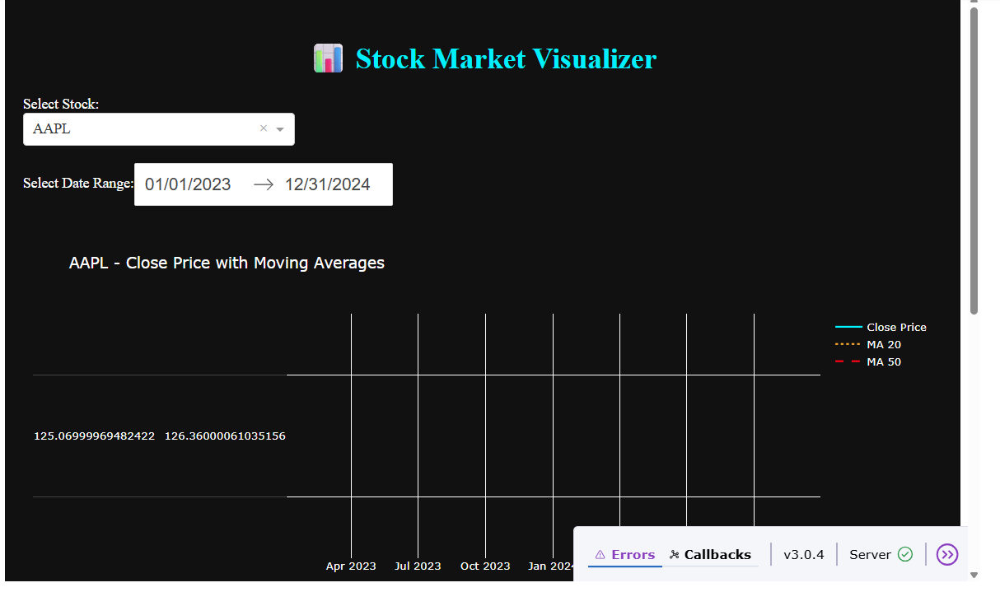 Stock Market Visualizer
Select Stock:
AAPL
Select Date Range: 01/01/2023 → 12/31/2024
AAPL - Close Price with Moving Averages
Close Price
MA 20
MA 50
125.06999969482422 126.36000061035156
Apr 2023 Jul 2023 Oct 2023 Jan 2024
Errors Callbacks v3.0.4 Server